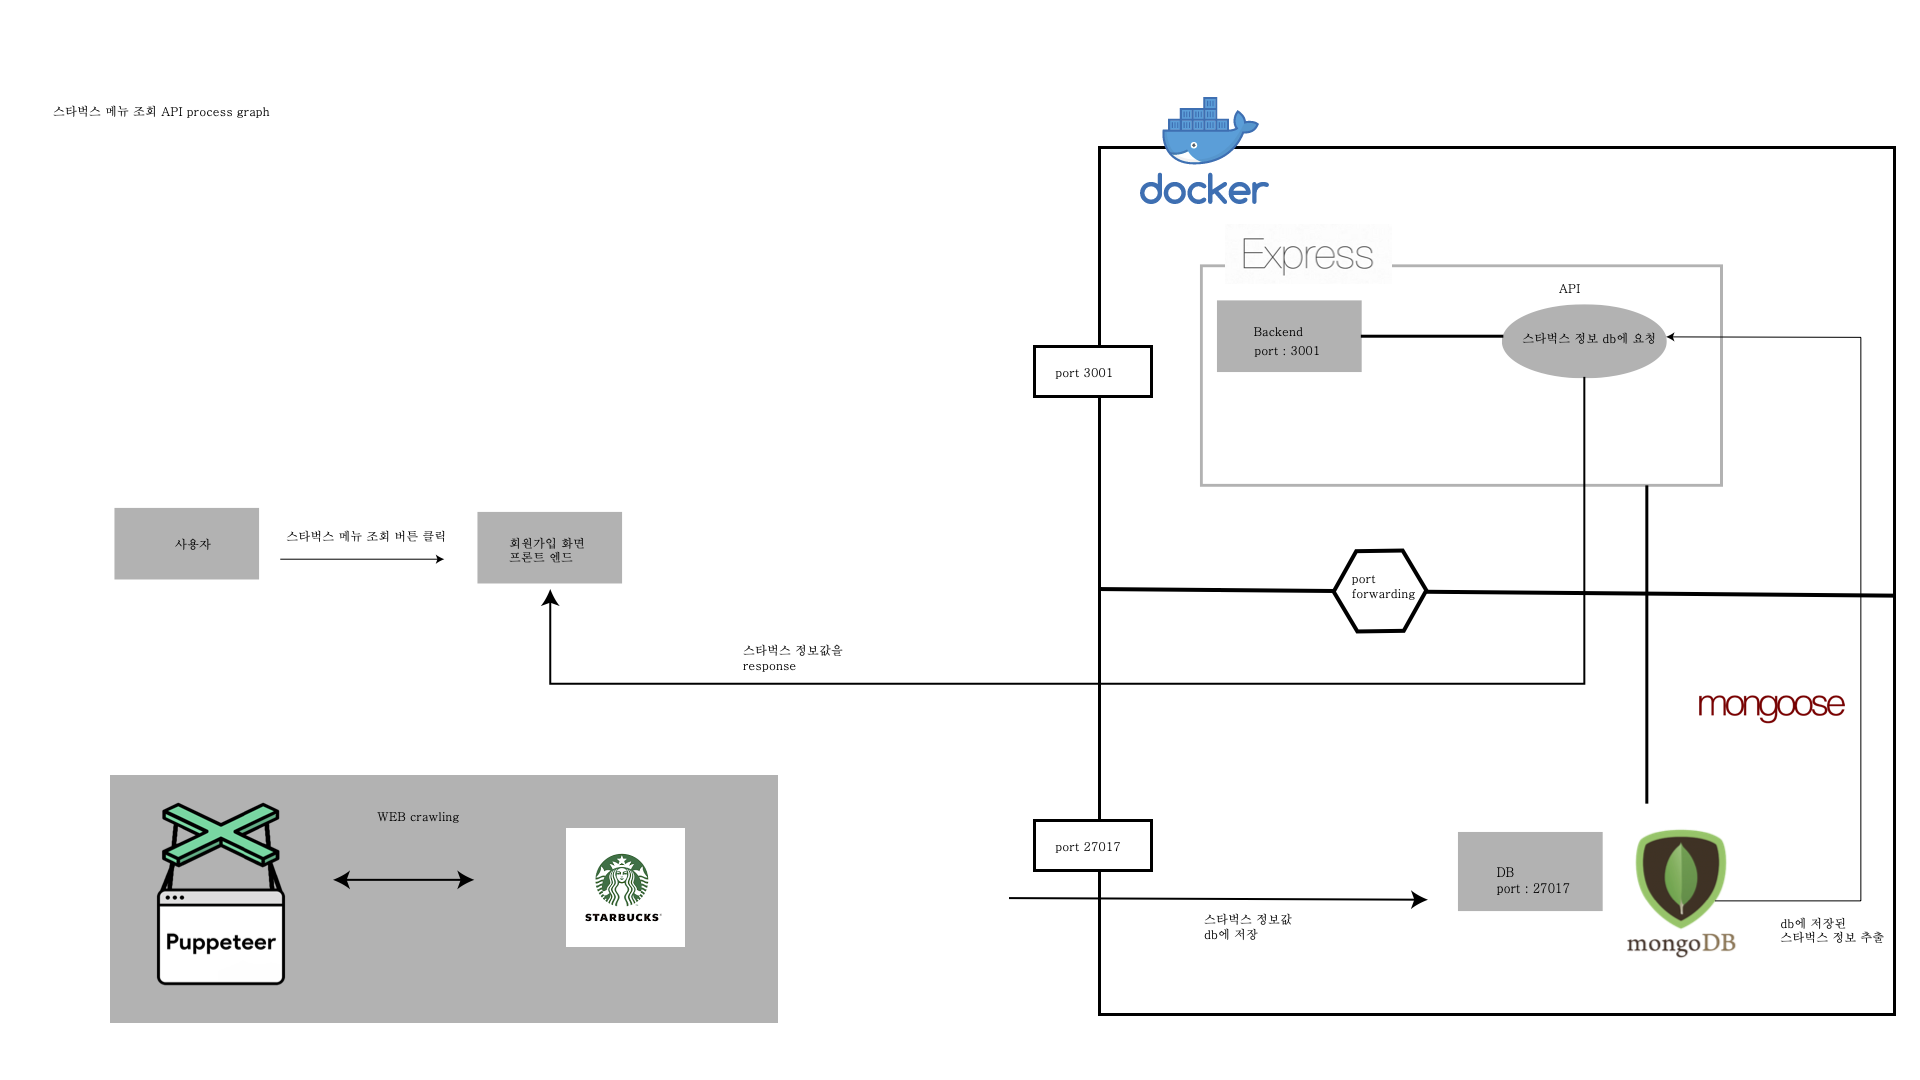 스타벅스 메뉴 조회 API process graph
docker
Express
API
Backend
port : 3001
스타벅스 정보 db에 요청
port 3001
사용자
스타벅스 메뉴 조회 버튼 클릭
회원가입 화면
프론트 엔드
port
forwarding
스타벅스 정보값을
response
mongoose
WEB crawling
Puppeteer
STARBUCKS
port 27017
스타벅스 정보값
db에 저장
DB
port : 27017
mongoDB
db에 저장된
스타벅스 정보 추출